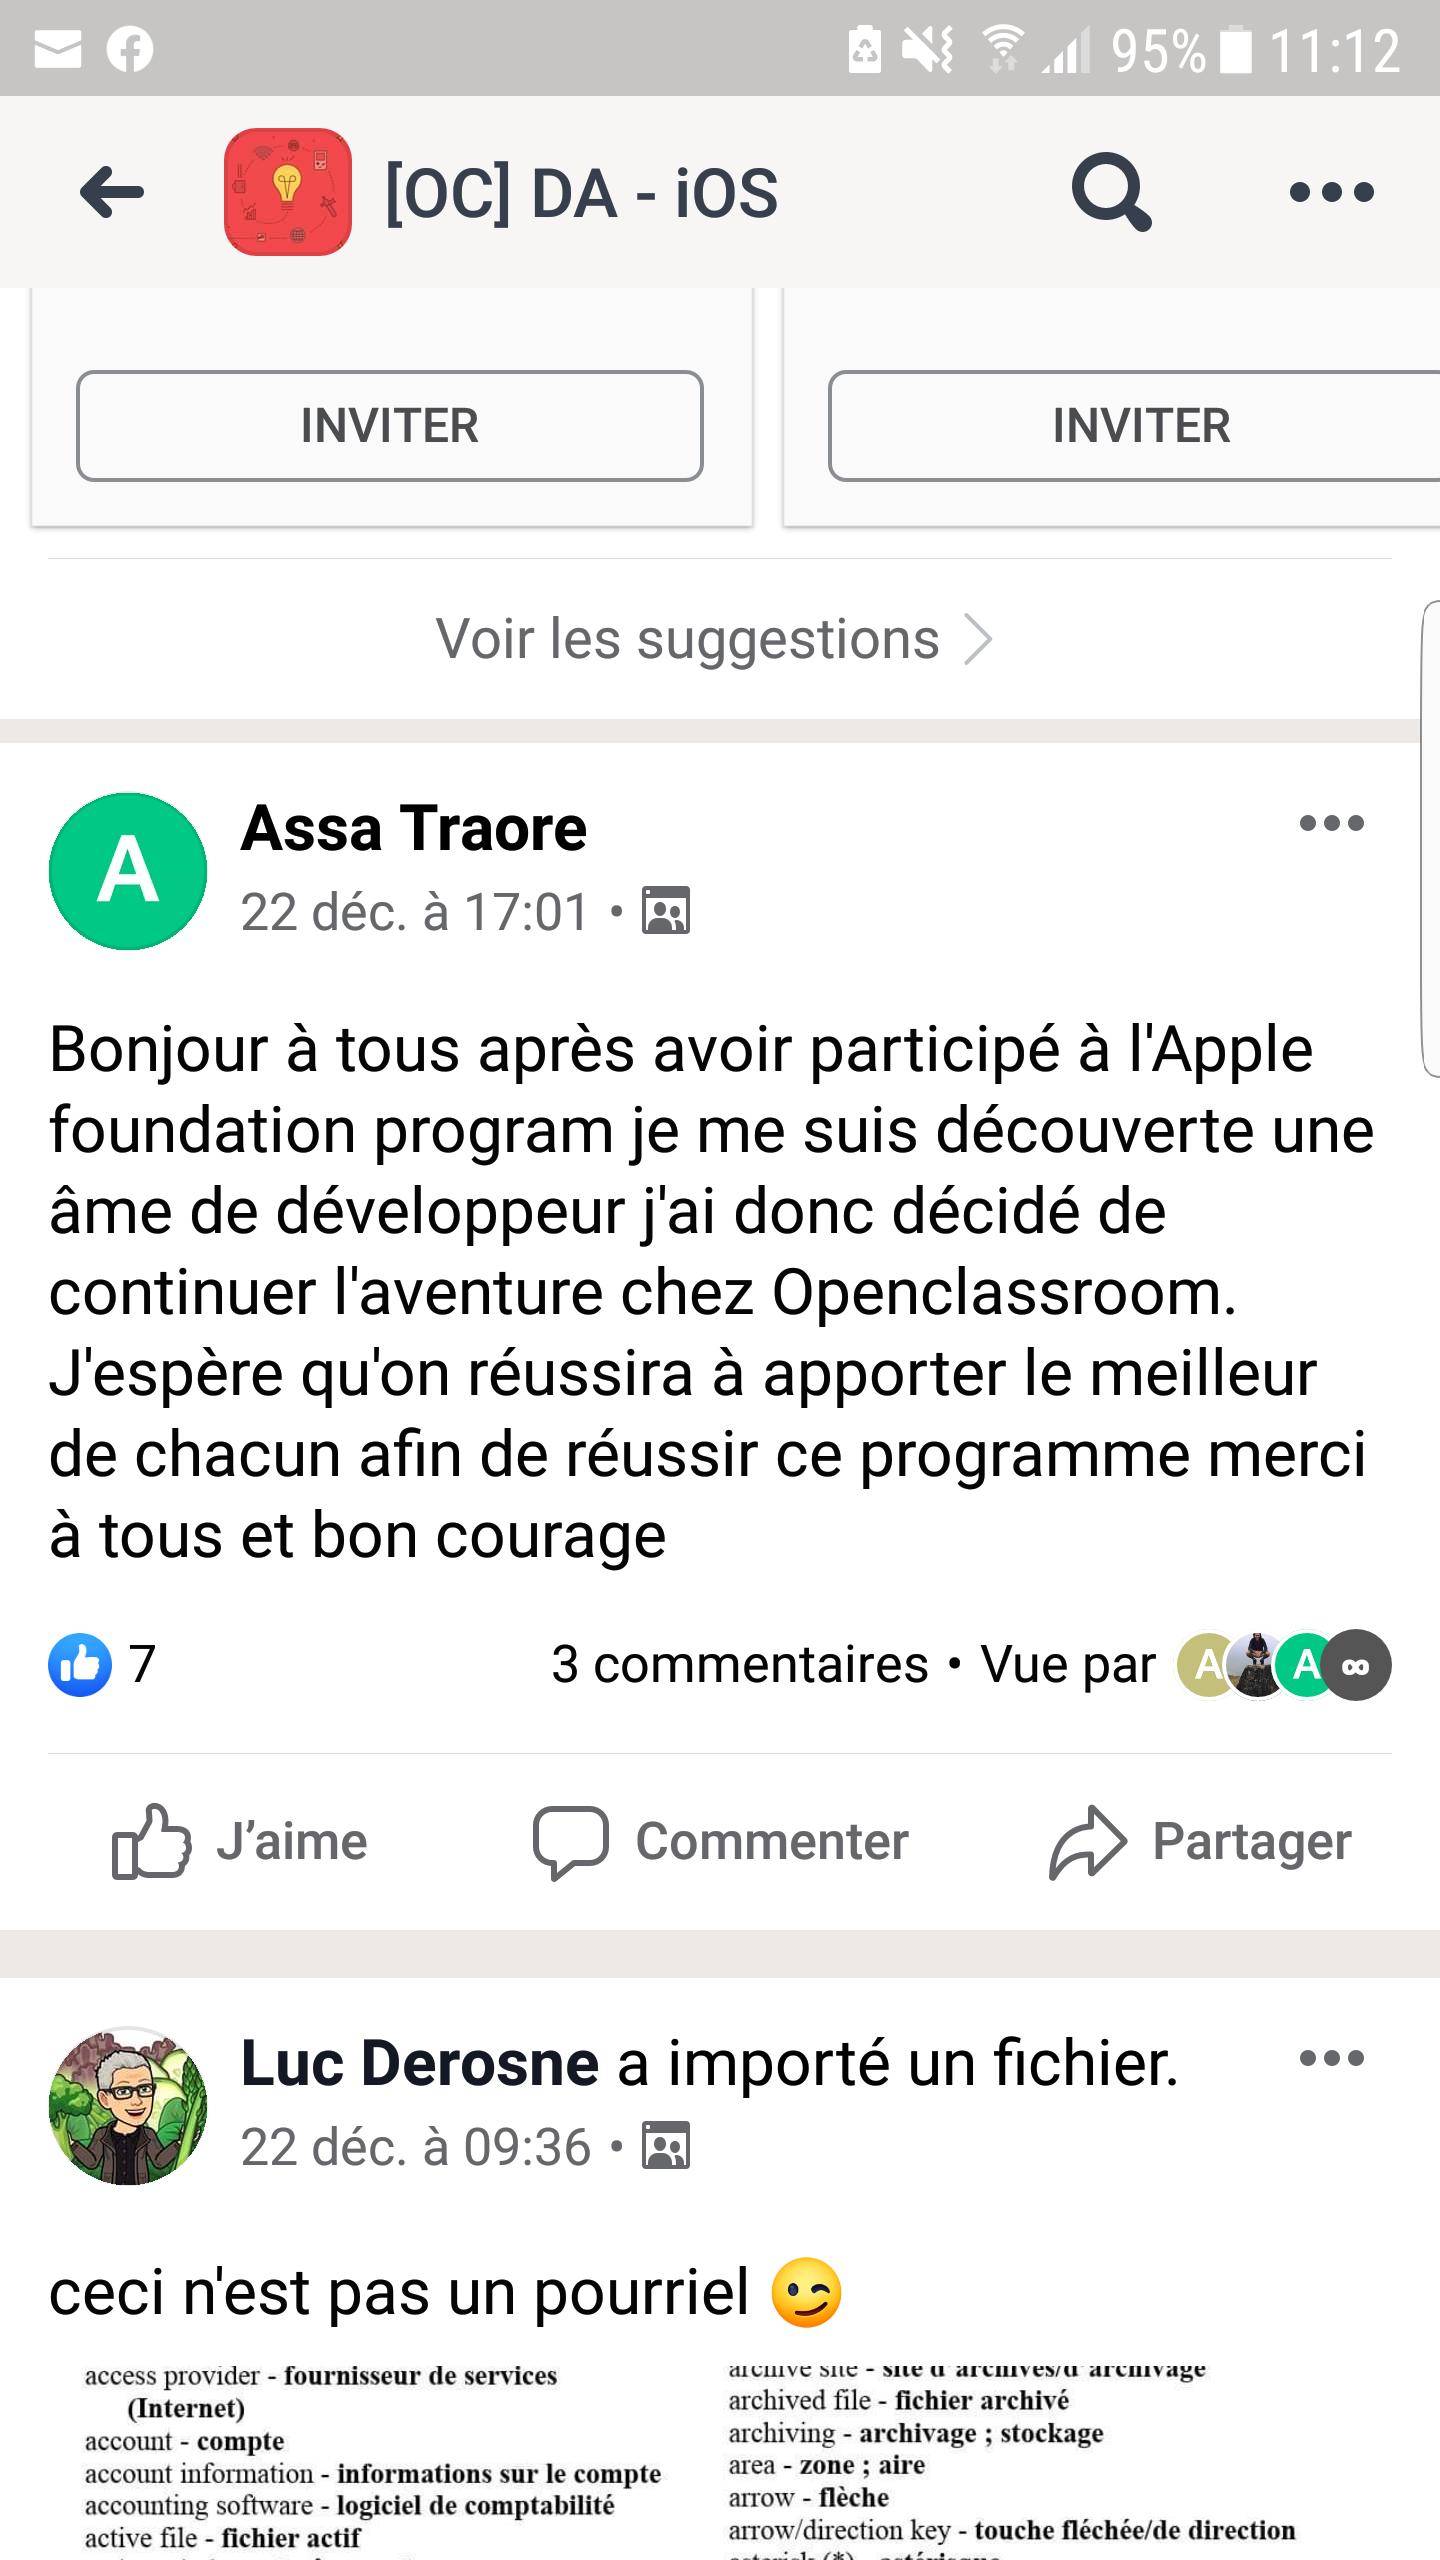 95% 11:12
[OC] DA - iOS
INVITER
INVITER
Voir les suggestions
A
Assa Traore
22 déc. à 17:01 •
Bonjour à tous après avoir participé à l'Apple
foundation program je me suis découverte une
âme de développeur j'ai donc décidé de
continuer l'aventure chez Openclassroom.
J'espère qu'on réussira à apporter le meilleur
de chacun afin de réussir ce programme merci
à tous et bon courage
7
3 commentaires • Vue par A A ∞
J’aime
Commenter
Partager
Luc Derosne a importé un fichier.
22 déc. à 09:36 •
ceci n'est pas un pourriel 😉
access provider - fournisseur de services
(Internet)
account - compte
account information - informations sur le compte
accounting software - logiciel de comptabilité
active file - fichier actif
archive site - site d'archives/d'archivage
archived file - fichier archivé
archiving - archivage ; stockage
area - zone ; aire
arrow - flèche
arrow/direction key - touche fléchée/de direction